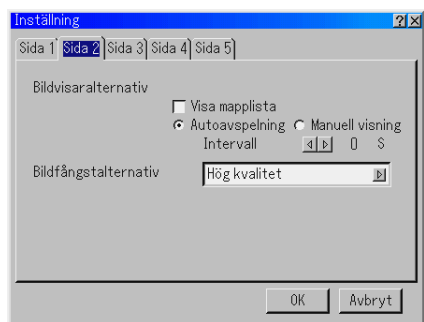 Inställning
Sida 1 Sida 2 Sida 3 Sida 4 Sida 5
Bildvisaralternativ
Visa mapplista
Autoavspelning Manuell visning
Intervall 0 S
Bildfångstalternativ Hög kvalitet
OK Avbryt